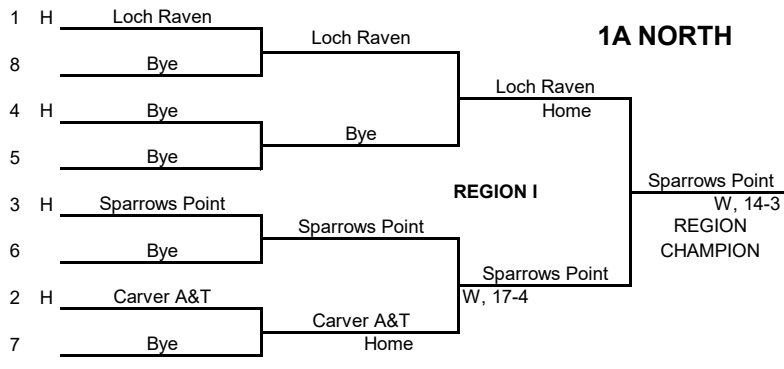 1A NORTH
1 H Loch Raven
8 Bye
Loch Raven
4 H Bye
5 Bye
Bye
Loch Raven
Home
REGION I
3 H Sparrows Point
6 Bye
Sparrows Point
2 H Carver A&T
7 Bye
Carver A&T
Home
Sparrows Point
W, 17-4
Sparrows Point
W, 14-3
REGION
CHAMPION